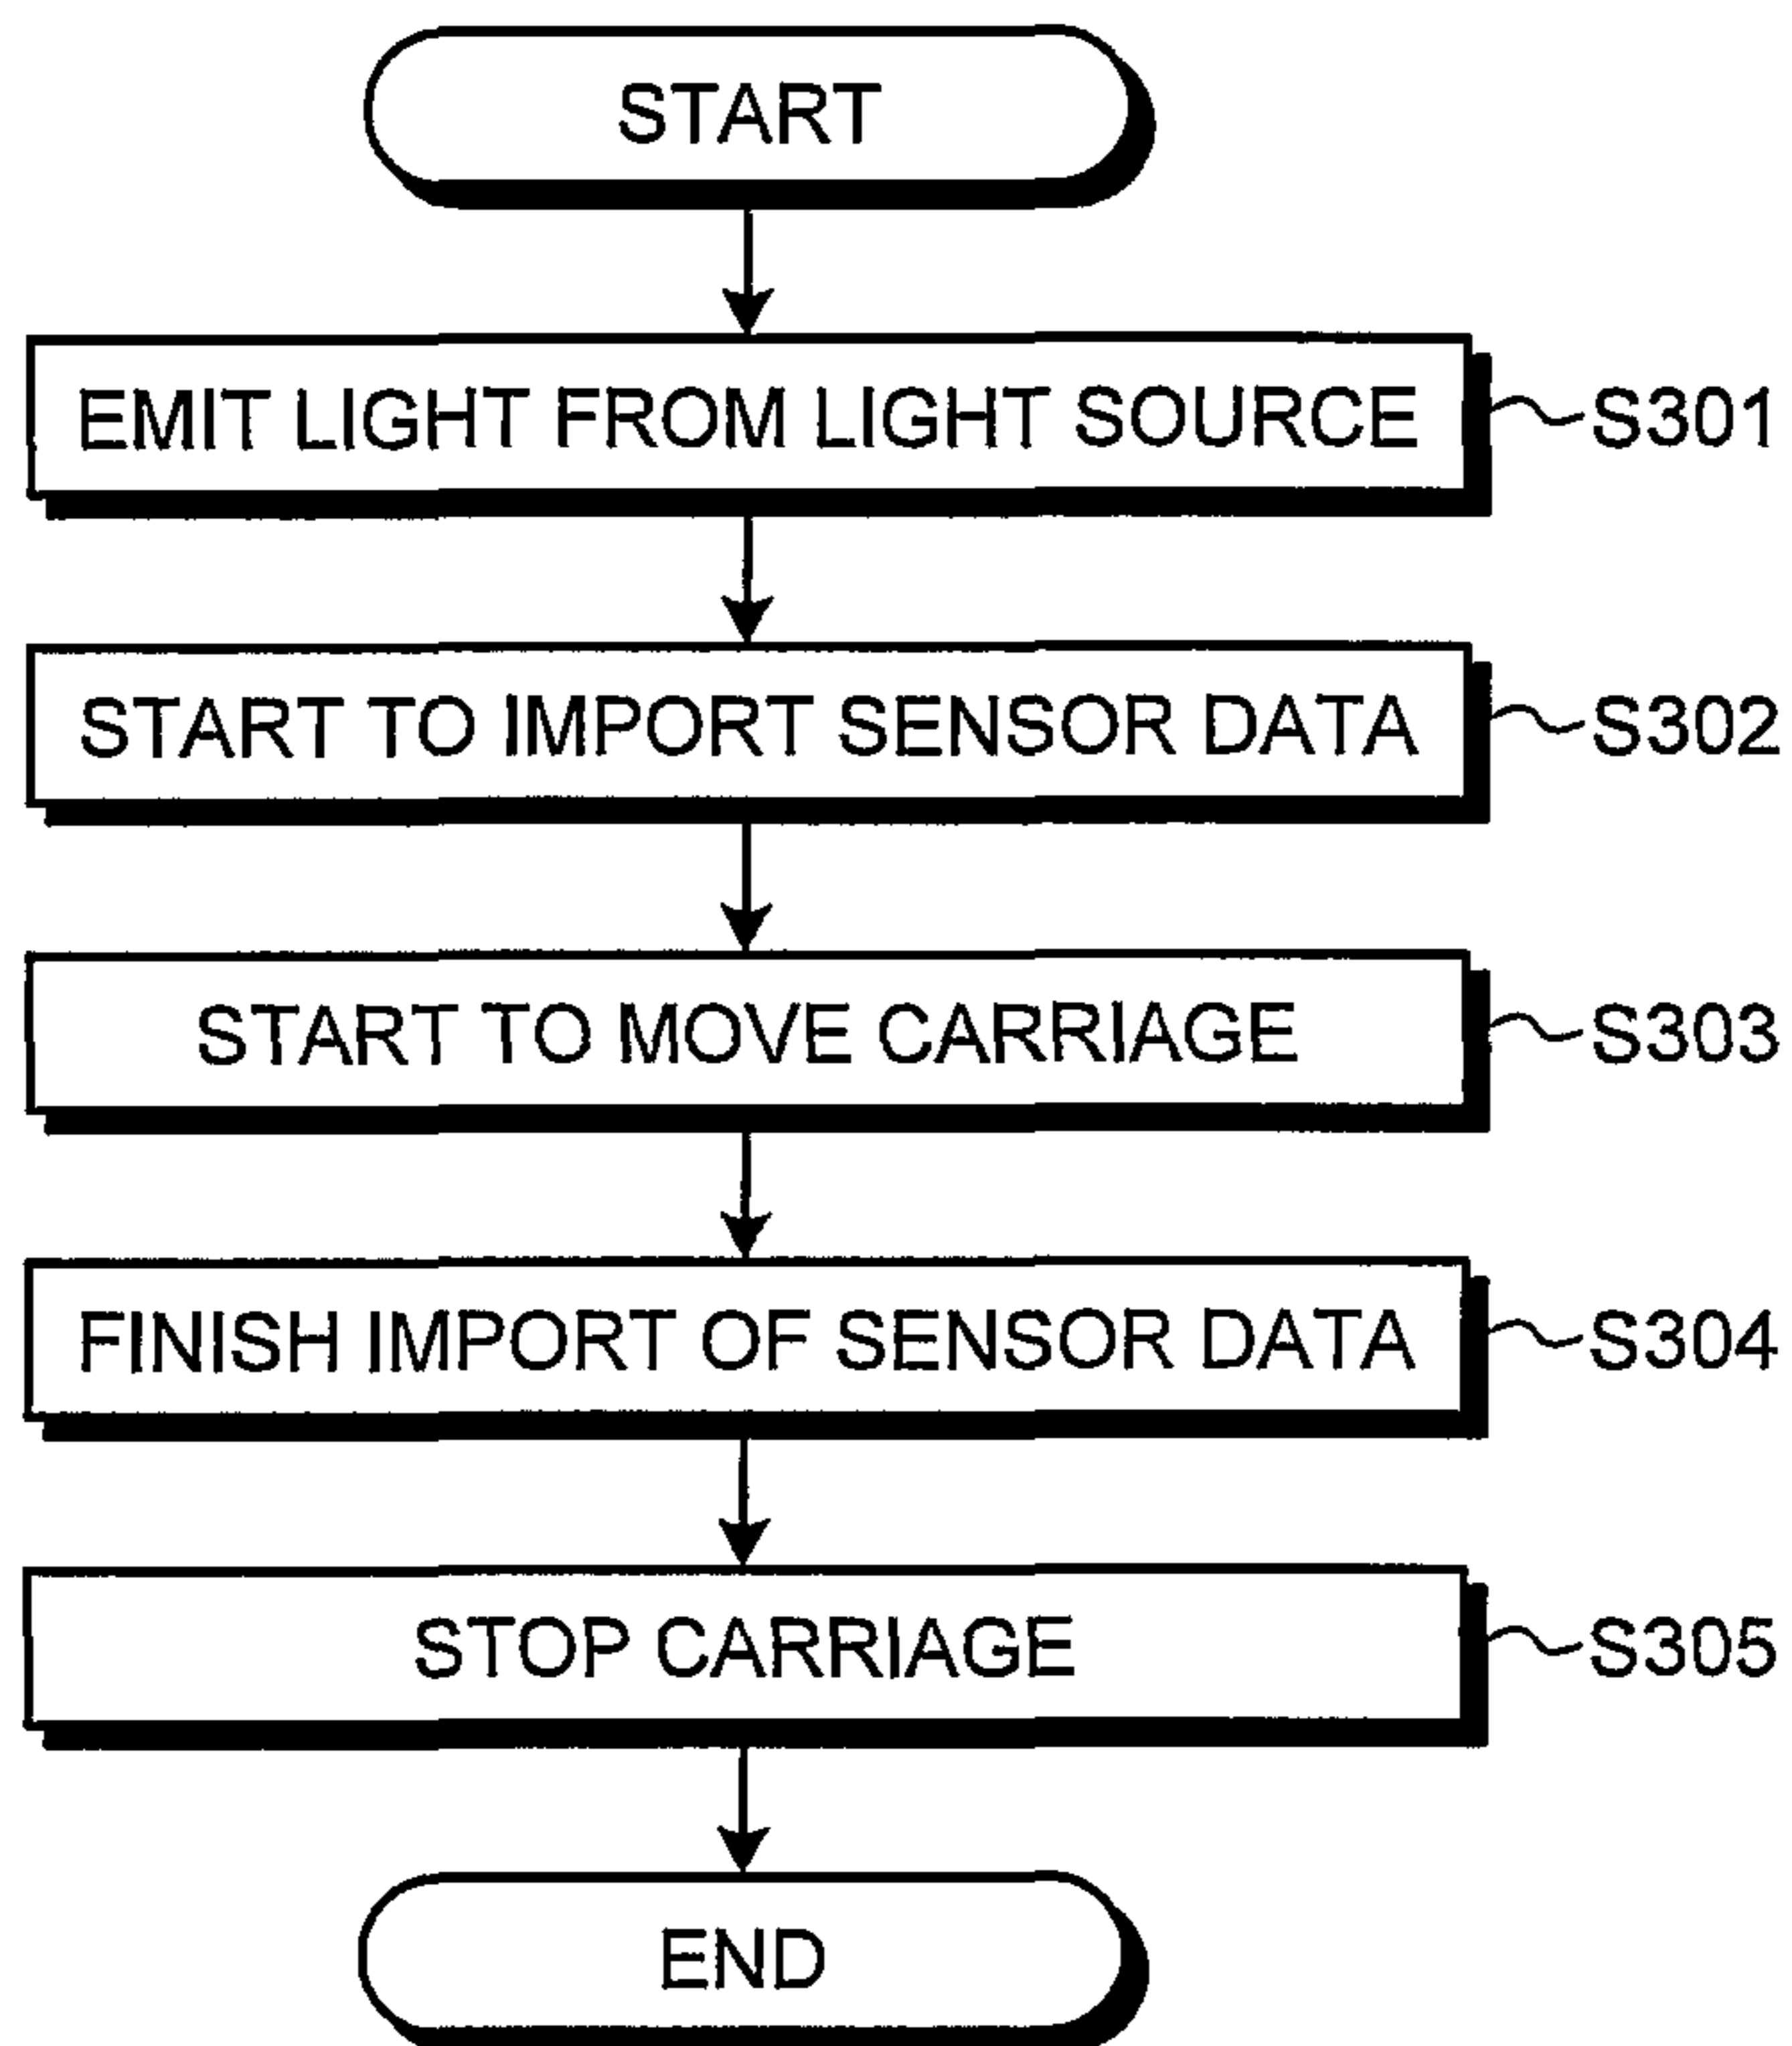 START
EMIT LIGHT FROM LIGHT SOURCE
S301
START TO IMPORT SENSOR DATA
S302
START TO MOVE CARRIAGE
S303
FINISH IMPORT OF SENSOR DATA
S304
STOP CARRIAGE
S305
END